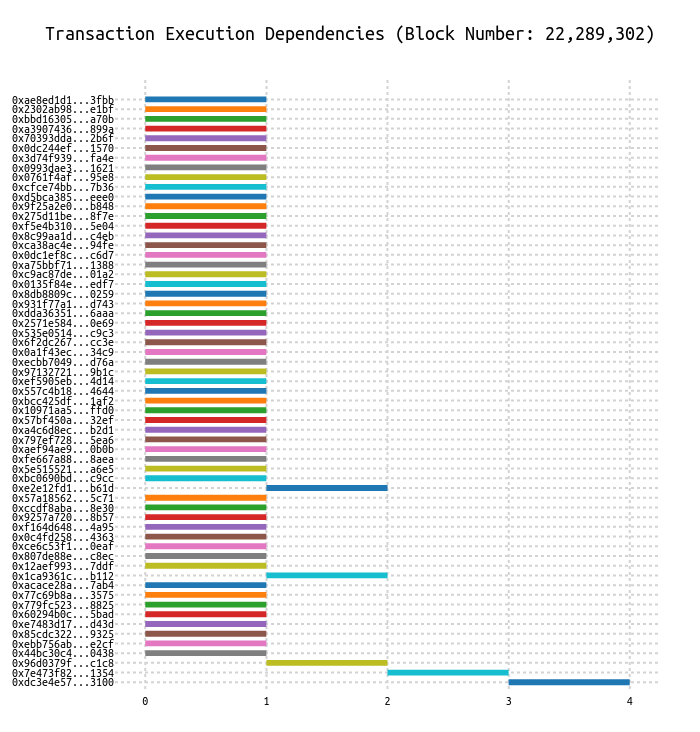 Transaction Execution Dependencies (Block Number: 22,289,302)
0xae8ed1d1...3fbb
0x2302ab98...e1bf
0xbbd16305...a70b
0xa3907436...899a
0x70393dda...2b6f
0x0dc244ef...1570
0x3d74f939...fa4e
0x0993dae3...1621
0x0761f4af...95e8
0xcfce74bb...7b36
0xd5bca385...eee0
0x9f25a2e0...b848
0x275d11be...8f7e
0xf5e4b310...5e04
0x8c99aa1d...c4eb
0xca38ac4e...94fe
0x0dc1ef8c...c6d7
0xa75bbf71...1388
0xc9ac87de...01a2
0x0135f84e...edf7
0x8db8809c...0259
0x931f77a1...d743
0xdda36351...6aaa
0x2571e584...0e69
0x535e0514...c9c3
0x6f2dc267...cc3e
0x0a1f43ec...34c9
0xecbb7049...d76a
0x97132721...9b1c
0xef5905eb...4d14
0x557c4b18...4644
0xbcc425df...1af2
0x10971aa5...ffd0
0x57bf450a...32ef
0xa4c6d8ec...b2d1
0x797ef728...5ea6
0xaef94ae9...0b0b
0xfe667a88...8aea
0x5e515521...a6e5
0xbc0690bd...c9cc
0xe2e12fd1...b61d
0x57a18562...5c71
0xccdf8aba...8e30
0x9257a720...8b57
0xf164d648...4a95
0x0c4fd258...4363
0xce6c53f1...0eaf
0x807de88e...c8ec
0x12aef993...7ddf
0x1ca9361c...b112
0xacace28a...7ab4
0x77c69b8a...3575
0x779fc523...8825
0x60294b0c...5bad
0xe7483d17...d43d
0x85cdc322...9325
0xebb756ab...e2cf
0x44bc30c4...0438
0x96d0379f...c1c8
0x7e473f82...1354
0xdc3e4e57...3100
0 1 2 3 4